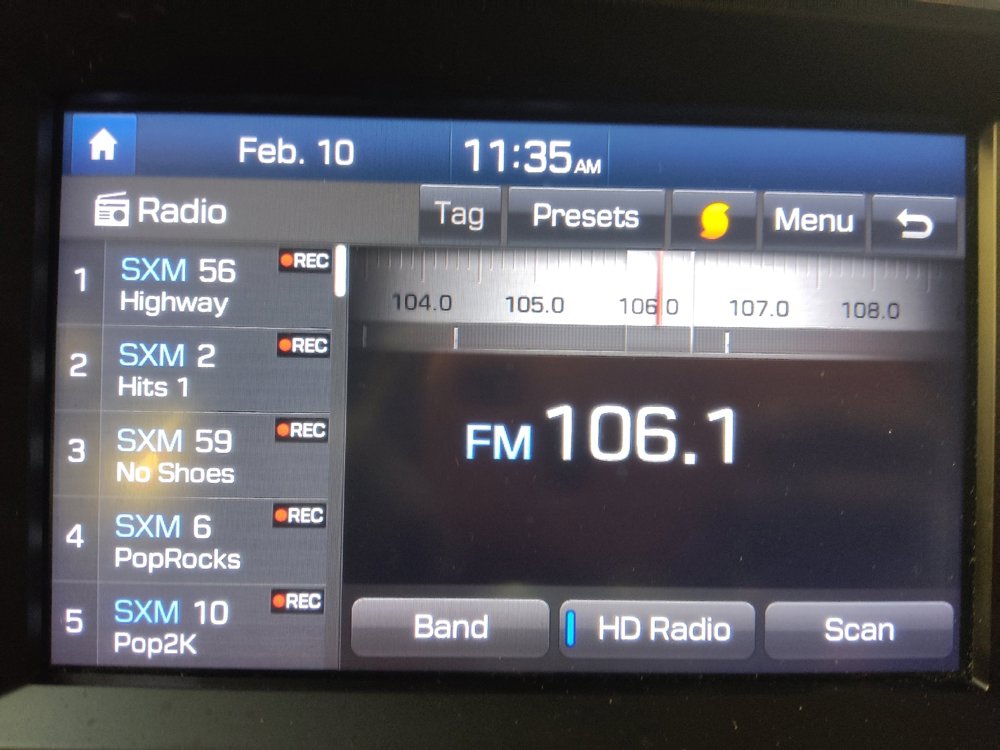 Feb. 10 11:35 AM
Radio Tag Presets Menu
1 SXM 56 REC
Highway
2 SXM 2 REC
Hits 1
3 SXM 59 REC
No Shoes
4 SXM 6 REC
PopRocks
5 SXM 10 REC
Pop2K
104.0 105.0 106.0 107.0 108.0
FM 106.1
Band HD Radio Scan